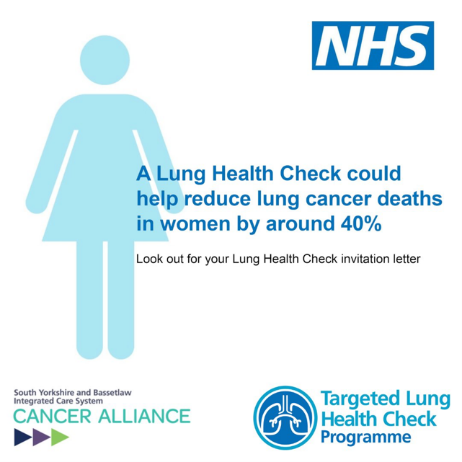 NHS
A Lung Health Check could
help reduce lung cancer deaths
in women by around 40%
Look out for your Lung Health Check invitation letter
South Yorkshire and Bassetlaw
Integrated Care System
CANCER ALLIANCE
Targeted Lung
Health Check
Programme